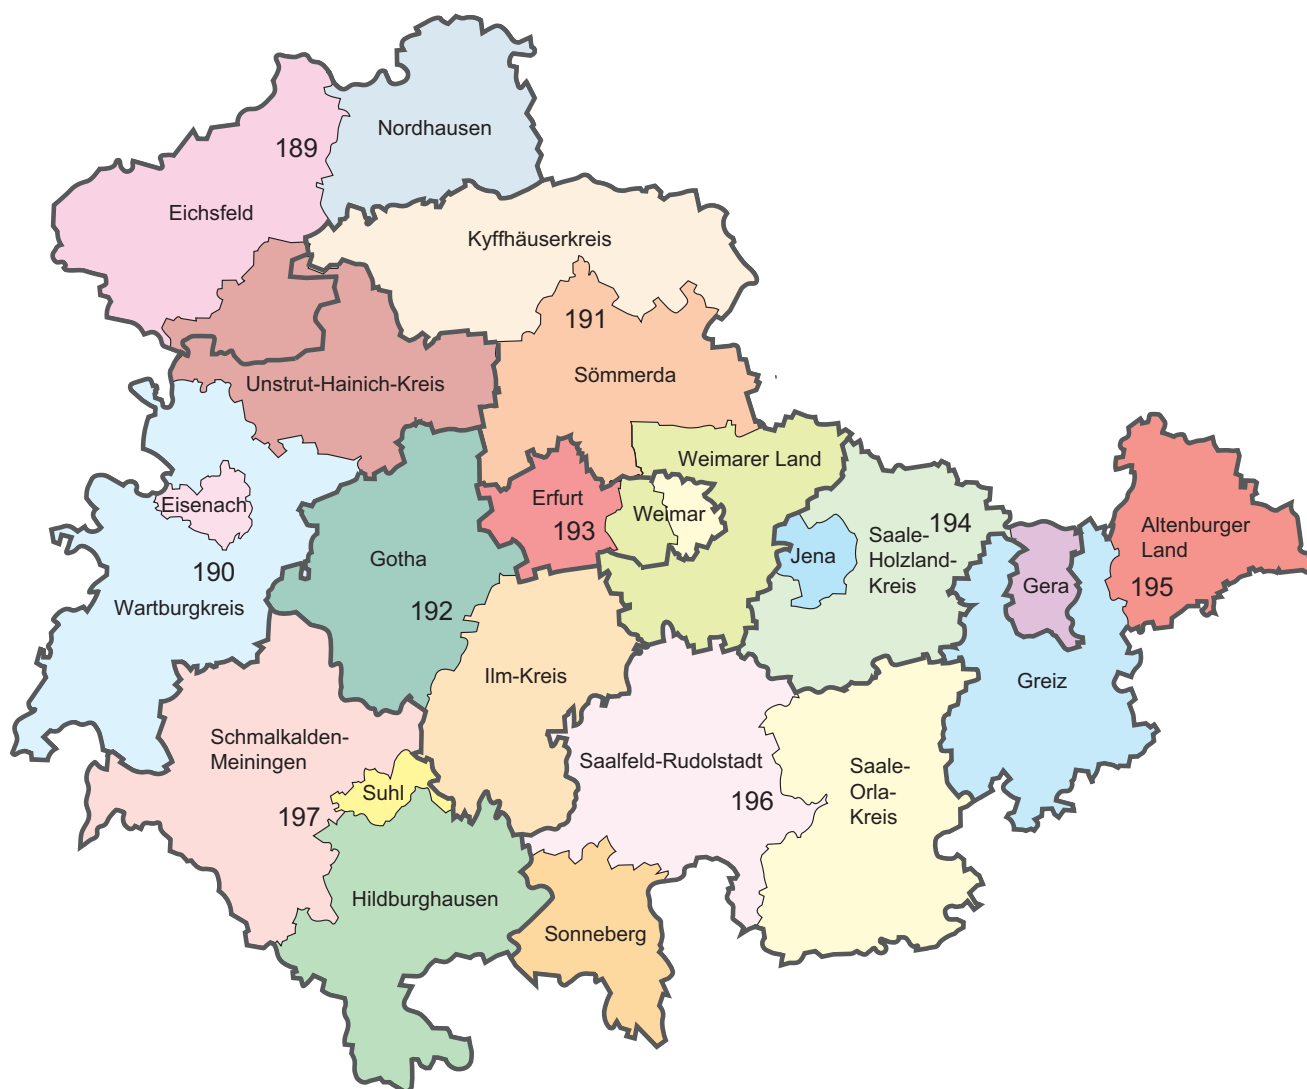 Nordhausen
189
Eichsfeld
Kyffhäuserkreis
191
Sömmerda
Unstrut-Hainich-Kreis
Weimarer Land
Eisenach
Erfurt
193
Weimar
194
Saale-
Holzland-
Kreis
Jena
Altenburger
Land
195
Gera
Gotha
190
Wartburgkreis
192
Ilm-Kreis
Greiz
Schmalkalden-
Meiningen
Saalfeld-Rudolstadt
Saale-
Orla-
Kreis
Suhl
196
197
Hildburghausen
Sonneberg